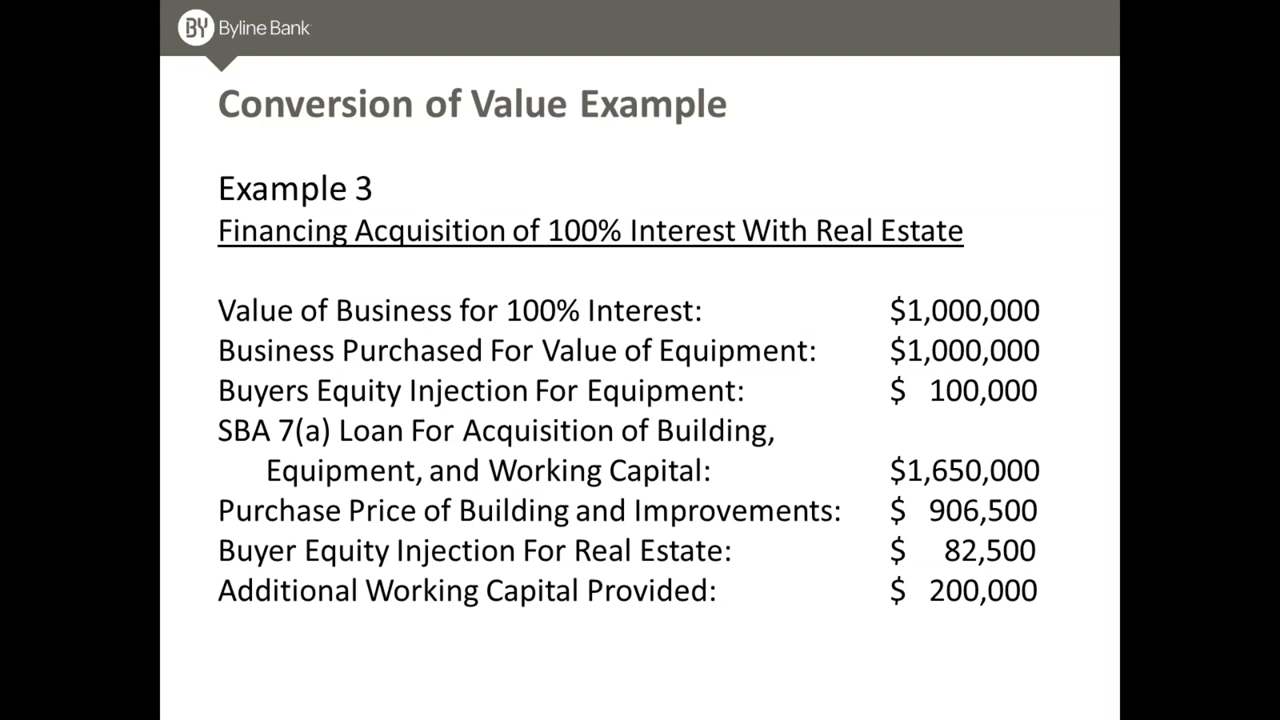 BY Byline Bank
Conversion of Value Example
Example 3
Financing Acquisition of 100% Interest With Real Estate
Value of Business for 100% Interest: $1,000,000
Business Purchased For Value of Equipment: $1,000,000
Buyers Equity Injection For Equipment: $ 100,000
SBA 7(a) Loan For Acquisition of Building,
Equipment, and Working Capital: $1,650,000
Purchase Price of Building and Improvements: $ 906,500
Buyer Equity Injection For Real Estate: $ 82,500
Additional Working Capital Provided: $ 200,000